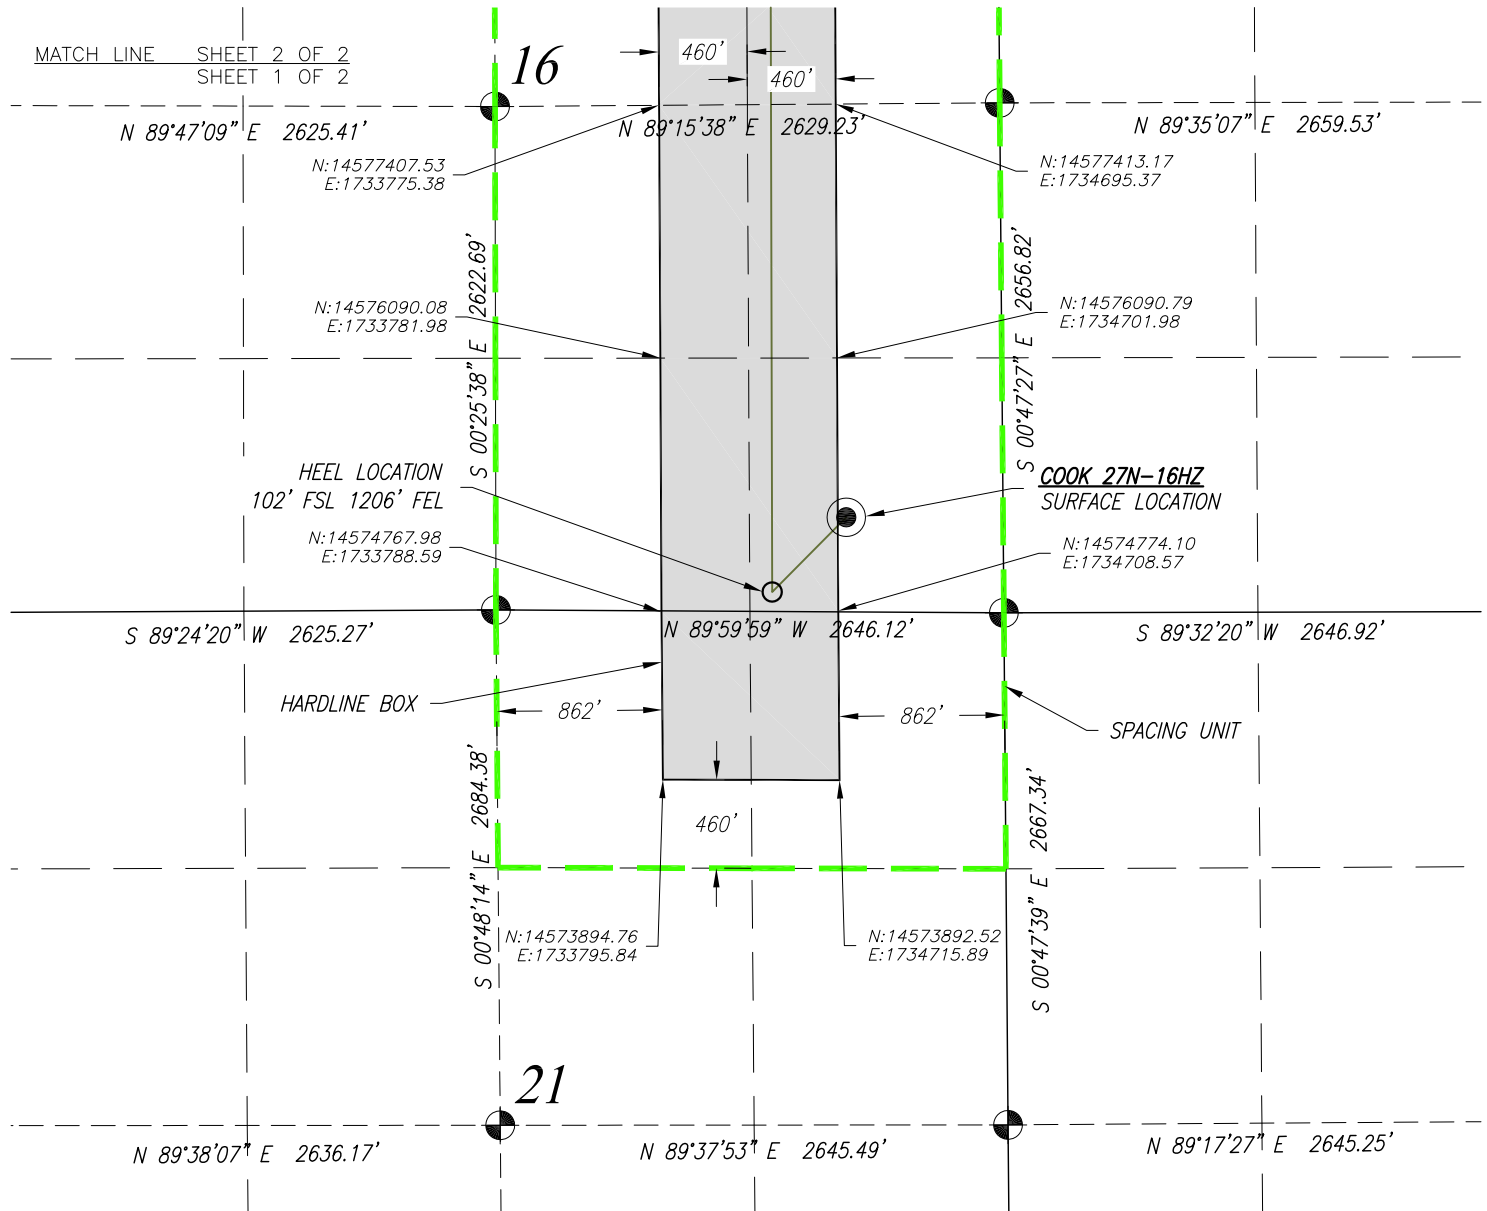 MATCH LINE SHEET 2 OF 2
SHEET 1 OF 2
16
460'
460'
N 89°47'09" E 2625.41'
N 89°15'38" E 2629.23'
N 89°35'07" E 2659.53'
N:14577407.53
E:1733775.38
N:14577413.17
E:1734695.37
S 00°25'38" E 2622.69'
S 00°47'27" E 2656.82'
N:14576090.08
E:1733781.98
N:14576090.79
E:1734701.98
HEEL LOCATION
102' FSL 1206' FEL
COOK 27N-16HZ
SURFACE LOCATION
N:14574767.98
E:1733788.59
N:14574774.10
E:1734708.57
S 89°24'20" W 2625.27'
N 89°59'59" W 2646.12'
S 89°32'20" W 2646.92'
HARDLINE BOX
862'
862'
SPACING UNIT
S 00°48'14" E 2684.38'
460'
S 00°47'39" E 2667.34'
N:14573894.76
E:1733795.84
N:14573892.52
E:1734715.89
21
N 89°38'07" E 2636.17'
N 89°37'53" E 2645.49'
N 89°17'27" E 2645.25'